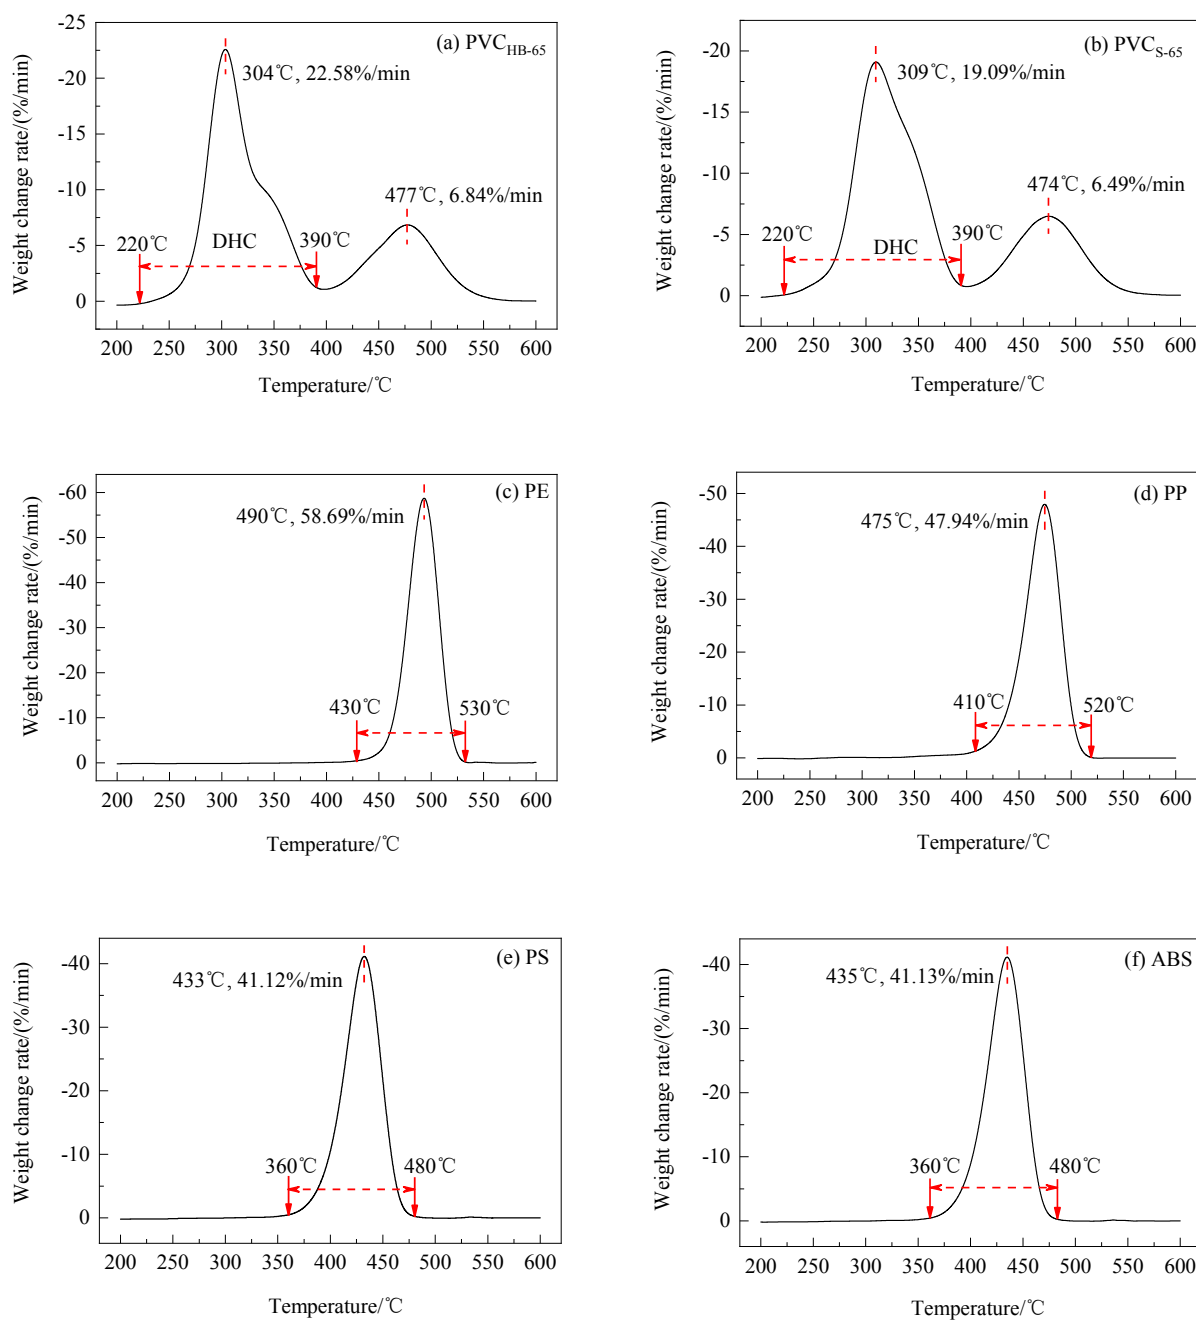 (a) PVC_HB-65
304℃, 22.58%/min
477℃, 6.84%/min
220℃
DHC
390℃
Weight change rate/(%/min)
-25
-20
-15
-10
-5
0
200 250 300 350 400 450 500 550 600
Temperature/℃
(b) PVC_S-65
309℃, 19.09%/min
474℃, 6.49%/min
220℃
DHC
390℃
Weight change rate/(%/min)
-20
-15
-10
-5
0
200 250 300 350 400 450 500 550 600
Temperature/℃
(c) PE
490℃, 58.69%/min
430℃
530℃
Weight change rate/(%/min)
-60
-50
-40
-30
-20
-10
0
200 250 300 350 400 450 500 550 600
Temperature/℃
(d) PP
475℃, 47.94%/min
410℃
520℃
Weight change rate/(%/min)
-50
-40
-30
-20
-10
0
200 250 300 350 400 450 500 550 600
Temperature/℃
(e) PS
433℃, 41.12%/min
360℃
480℃
Weight change rate/(%/min)
-40
-30
-20
-10
0
200 250 300 350 400 450 500 550 600
Temperature/℃
(f) ABS
435℃, 41.13%/min
360℃
480℃
Weight change rate/(%/min)
-40
-30
-20
-10
0
200 250 300 350 400 450 500 550 600
Temperature/℃